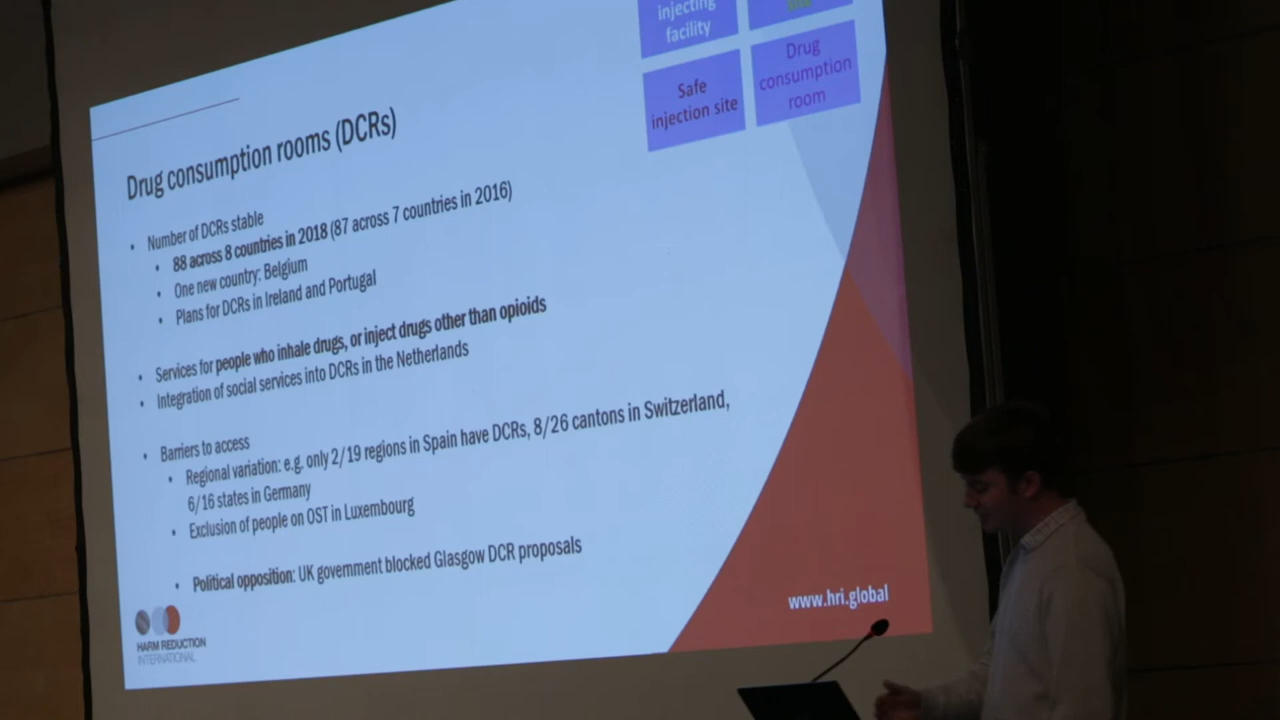 injecting
facility
site
Safe
injection site
Drug
consumption
room
Drug consumption rooms (DCRs)
• Number of DCRs stable
• 88 across 8 countries in 2018 (87 across 7 countries in 2016)
• One new country: Belgium
• Plans for DCRs in Ireland and Portugal
• Services for people who inhale drugs, or inject drugs other than opioids
• Integration of social services into DCRs in the Netherlands
• Barriers to access
• Regional variation: e.g. only 2/19 regions in Spain have DCRs, 8/26 cantons in Switzerland,
6/16 states in Germany
• Exclusion of people on OST in Luxembourg
• Political opposition: UK government blocked Glasgow DCR proposals
HARM REDUCTION
INTERNATIONAL
www.hri.global